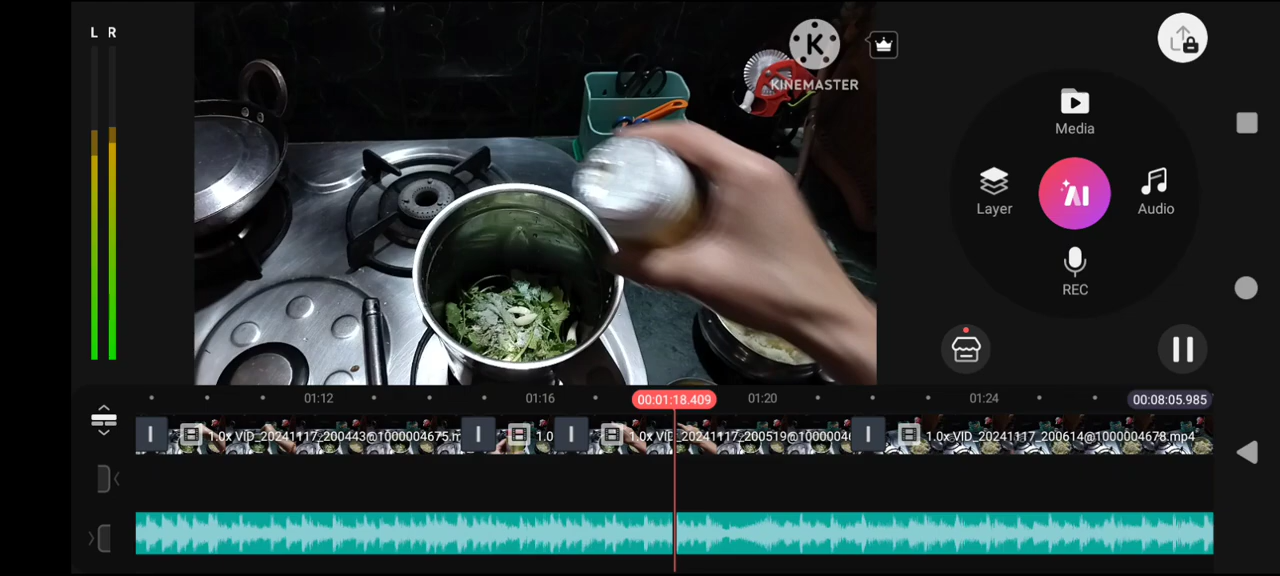 L R
KINEMASTER
Media
Layer
AI
Audio
REC
01:12
01:16
00:01:18.409
01:20
01:24
00:08:05.985
1.0x VID_20241117_200443@1000004675.m
1.0
1.0x VID_20241117_200519@1000004
1.0x VID_20241117_200614@1000004678.mp4